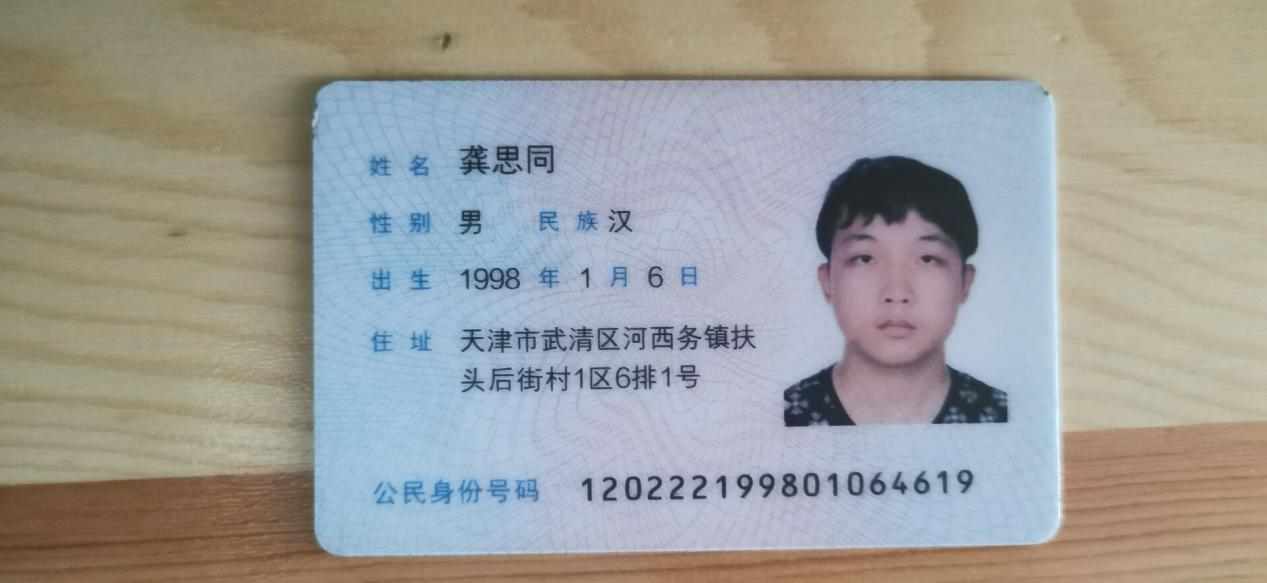 姓名 龚思同
性别 男 民族 汉
出生 1998 年 1 月 6 日
住址 天津市武清区河西务镇扶
头后街村1区6排1号
公民身份号码 120222199801064619